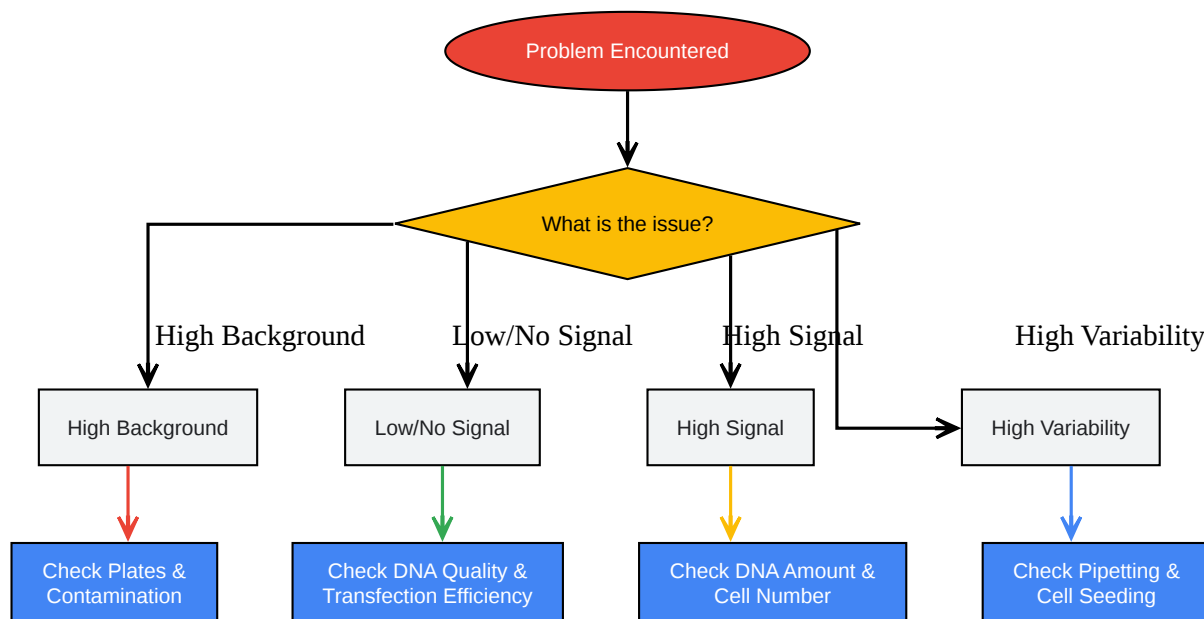 Problem Encountered
What is the issue?
High Background
Low/No Signal
High Signal
High Variability
High Background
Low/No Signal
High Signal
High Variability
Check Plates &
Contamination
Check DNA Quality &
Transfection Efficiency
Check DNA Amount &
Cell Number
Check Pipetting &
Cell Seeding